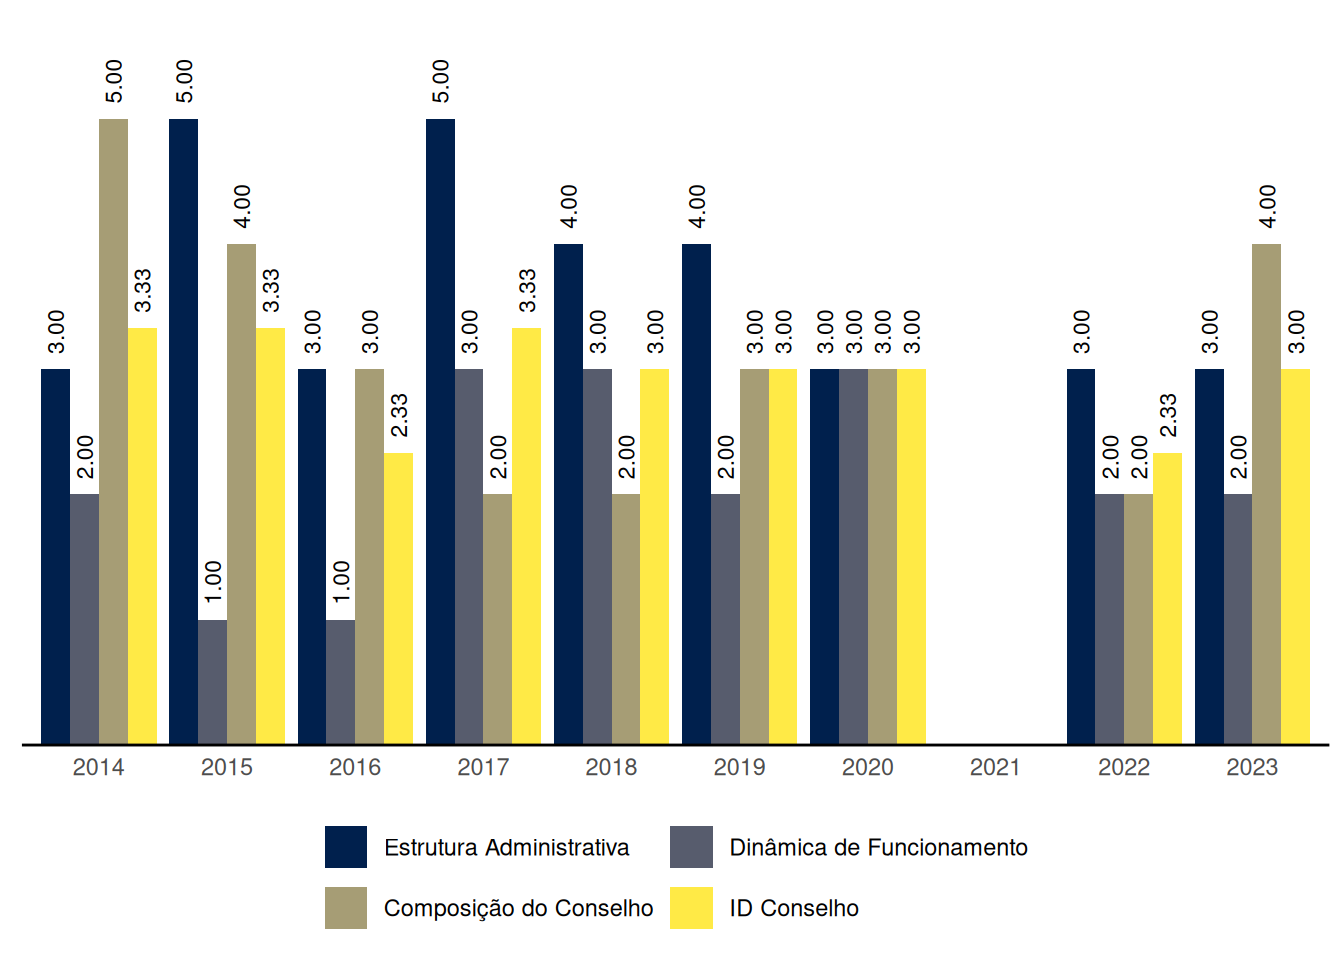 3.00 2.00 5.00 3.33 5.00 1.00 4.00 3.33 3.00 1.00 3.00 2.33 5.00 3.00 2.00 3.33 4.00 3.00 2.00 3.00 4.00 2.00 3.00 3.00 3.00 3.00 3.00 3.00 3.00 2.00 2.00 2.33 3.00 2.00 4.00 3.00
2014 2015 2016 2017 2018 2019 2020 2021 2022 2023
Estrutura Administrativa Dinâmica de Funcionamento
Composição do Conselho ID Conselho